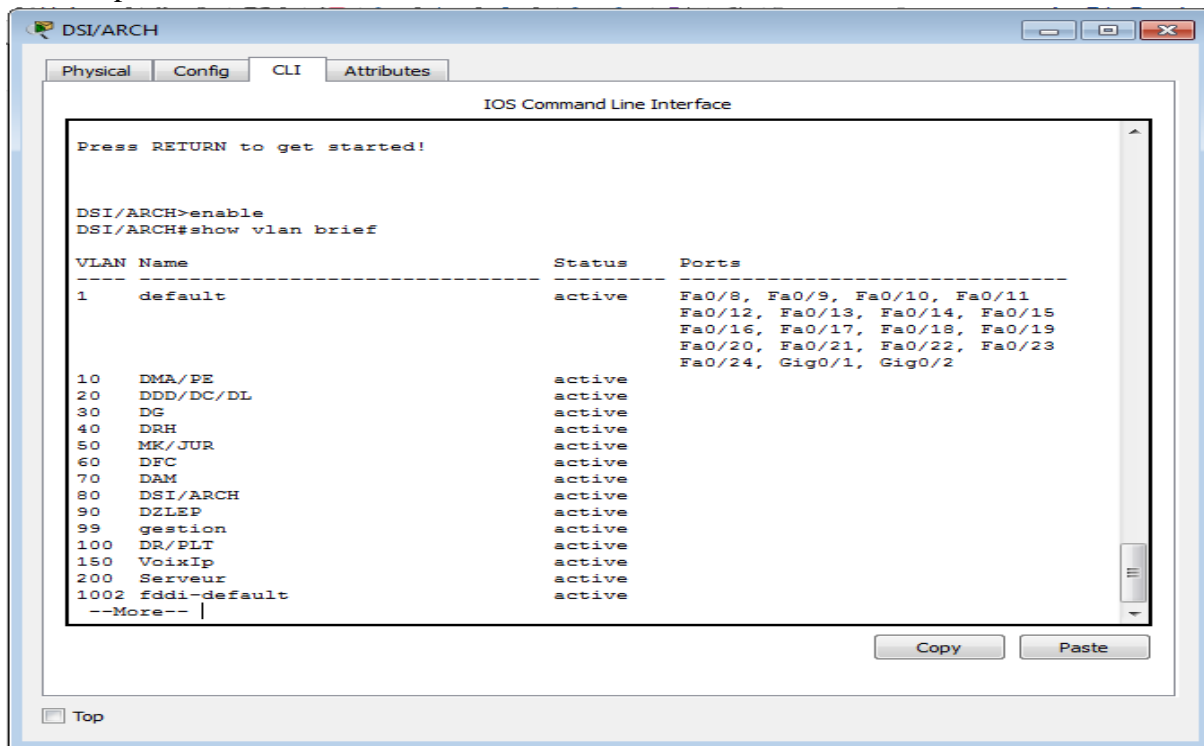 DSI/ARCH
Physical Config CLI Attributes
IOS Command Line Interface
Press RETURN to get started!
DSI/ARCH>enable
DSI/ARCH#show vlan brief
VLAN Name Status Ports
---- -------------------------------- --------- -------------------------------
1 default active Fa0/8, Fa0/9, Fa0/10, Fa0/11
Fa0/12, Fa0/13, Fa0/14, Fa0/15
Fa0/16, Fa0/17, Fa0/18, Fa0/19
Fa0/20, Fa0/21, Fa0/22, Fa0/23
Fa0/24, Gig0/1, Gig0/2
10 DMA/PE active
20 DDD/DC/DL active
30 DG active
40 DRH active
50 MK/JUR active
60 DFC active
70 DAM active
80 DSI/ARCH active
90 DZLEP active
99 gestion active
100 DR/PLT active
150 VoixIp active
200 Serveur active
1002 fddi-default active
--More--
Copy Paste
Top